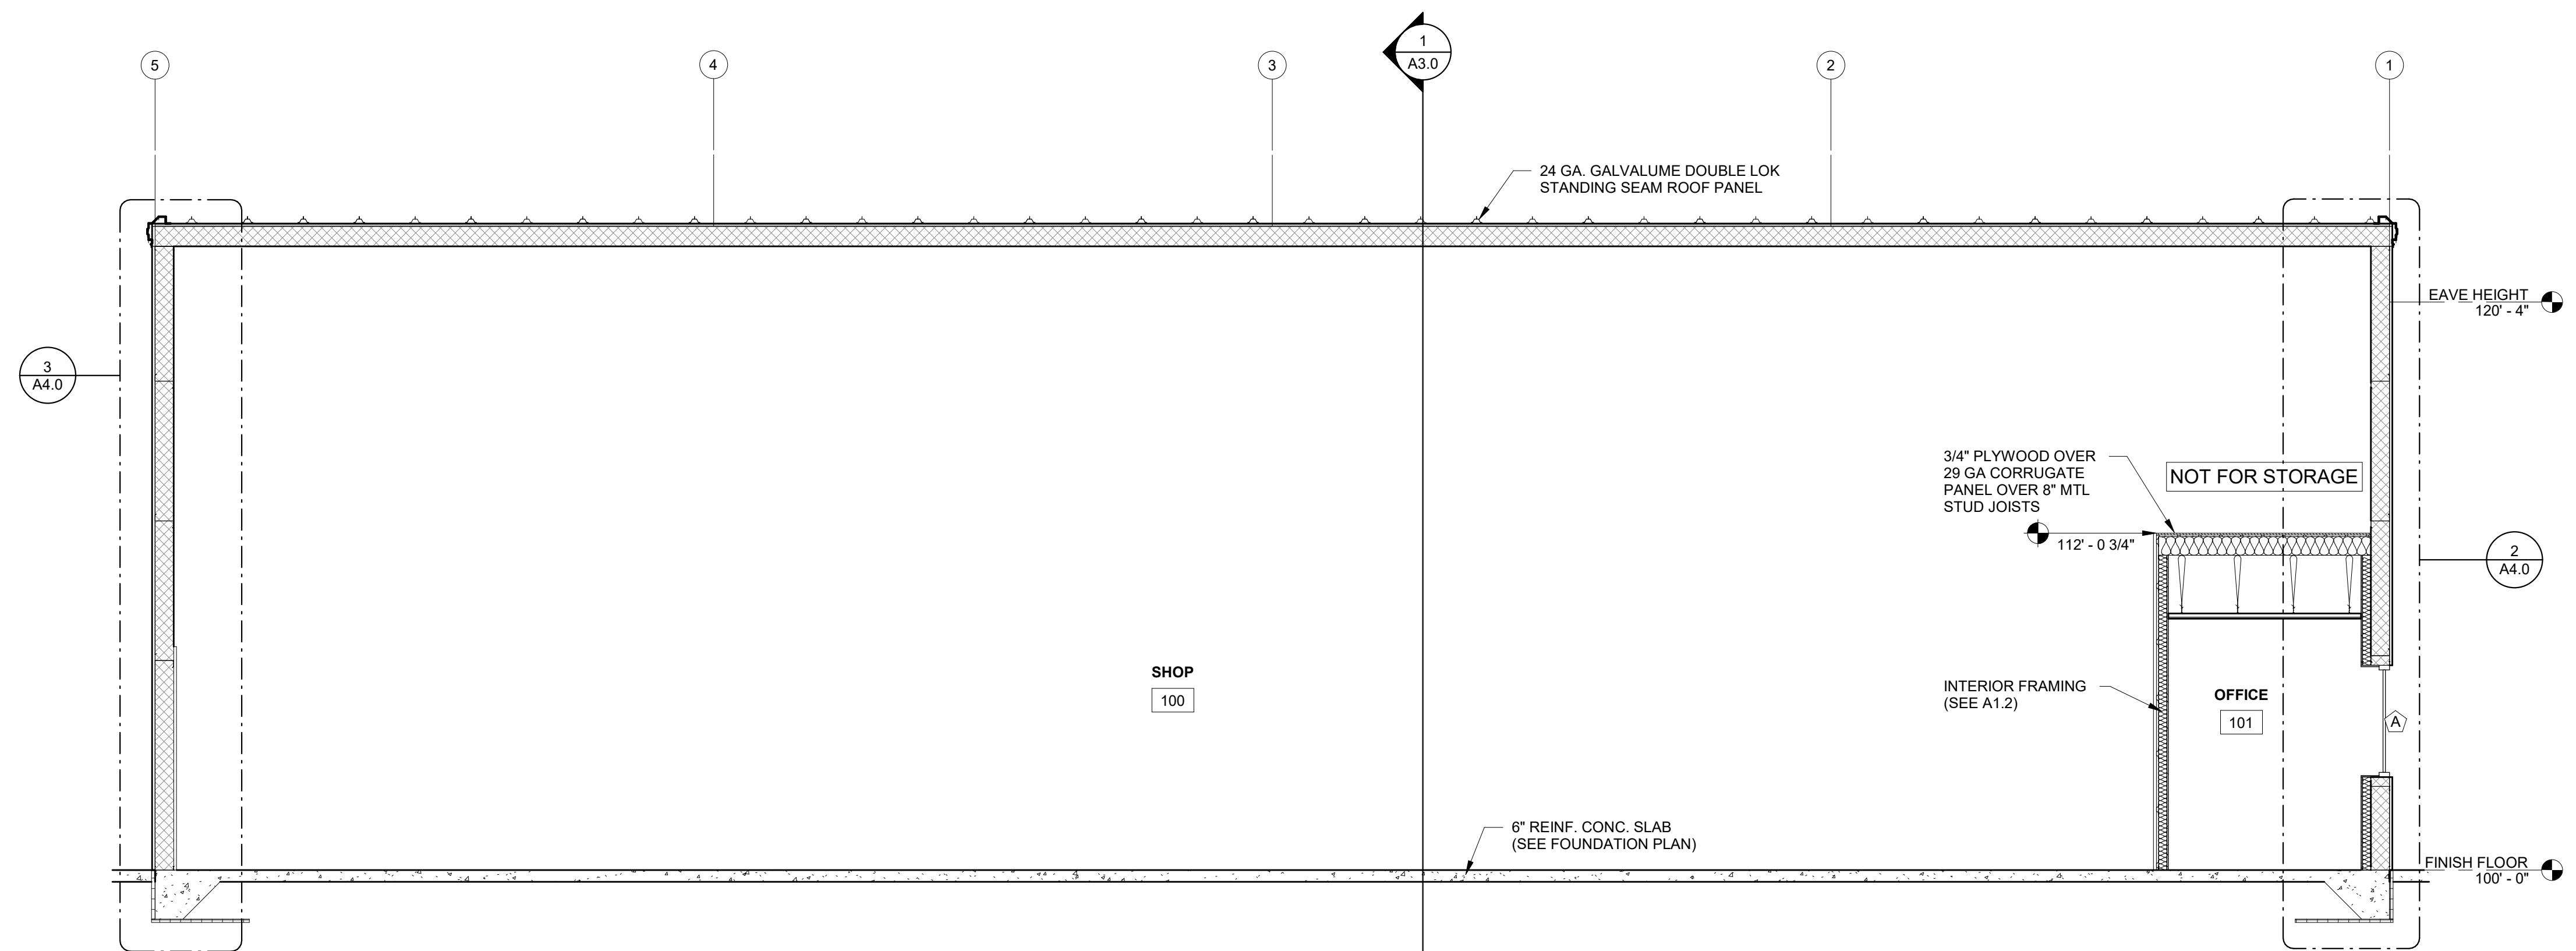 5
4
3
1
A3.0
2
1
24 GA. GALVALUME DOUBLE LOK
STANDING SEAM ROOF PANEL
EAVE HEIGHT
120' - 4"
3
A4.0
3/4" PLYWOOD OVER
29 GA CORRUGATE
PANEL OVER 8" MTL
STUD JOISTS
NOT FOR STORAGE
112' - 0 3/4"
2
A4.0
SHOP
100
INTERIOR FRAMING
(SEE A1.2)
OFFICE
101
A
6" REINF. CONC. SLAB
(SEE FOUNDATION PLAN)
FINISH FLOOR
100' - 0"